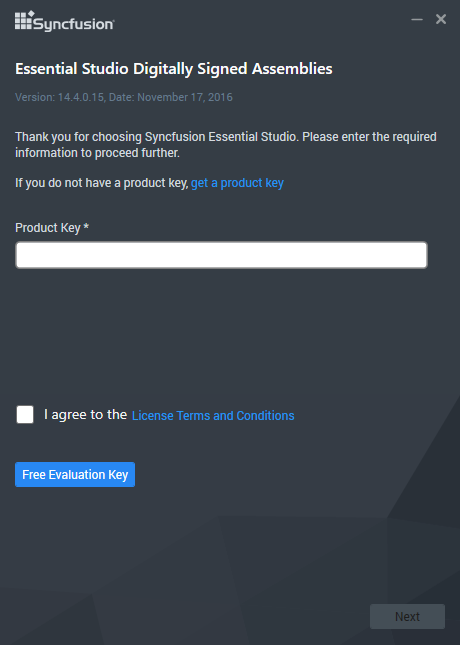 Syncfusion
Essential Studio Digitally Signed Assemblies
Version: 14.4.0.15, Date: November 17, 2016
Thank you for choosing Syncfusion Essential Studio. Please enter the required
information to proceed further.
If you do not have a product key, get a product key
Product Key *
I agree to the License Terms and Conditions
Free Evaluation Key
Next